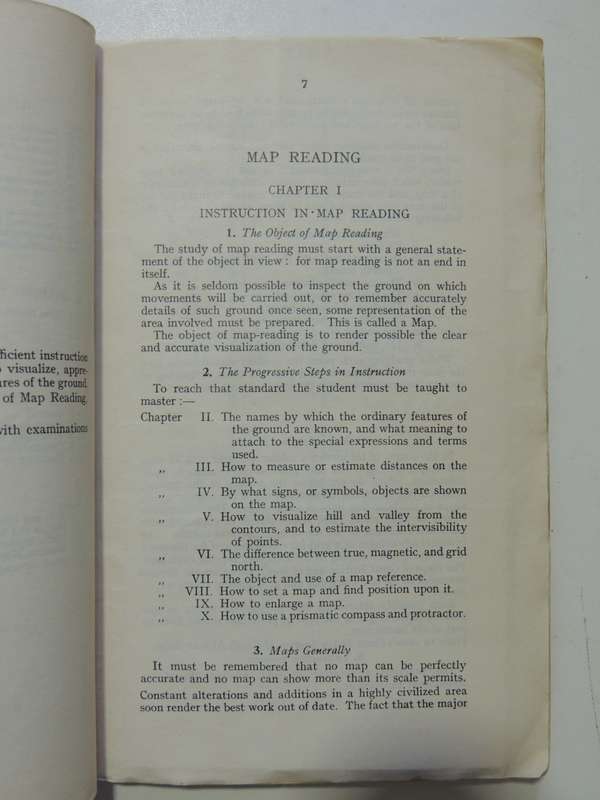 ficient instruction
visualize, appre-
res of the ground.
of Map Reading.
with examinations
7
MAP READING
CHAPTER I
INSTRUCTION IN MAP READING
1. The Object of Map Reading
The study of map reading must start with a general state-
ment of the object in view : for map reading is not an end in
itself.
As it is seldom possible to inspect the ground on which
movements will be carried out, or to remember accurately
details of such ground once seen, some representation of the
area involved must be prepared. This is called a Map.
The object of map-reading is to render possible the clear
and accurate visualization of the ground.
2. The Progressive Steps in Instruction
To reach that standard the student must be taught to
master :—
Chapter II. The names by which the ordinary features of
the ground are known, and what meaning to
attach to the special expressions and terms
used.
„ III. How to measure or estimate distances on the
map.
„ IV. By what signs, or symbols, objects are shown
on the map.
„ V. How to visualize hill and valley from the
contours, and to estimate the intervisibility
of points.
„ VI. The difference between true, magnetic, and grid
north.
„ VII. The object and use of a map reference.
„ VIII. How to set a map and find position upon it.
„ IX. How to enlarge a map.
„ X. How to use a prismatic compass and protractor.
3. Maps Generally
It must be remembered that no map can be perfectly
accurate and no map can show more than its scale permits.
Constant alterations and additions in a highly civilized area
soon render the best work out of date. The fact that the major